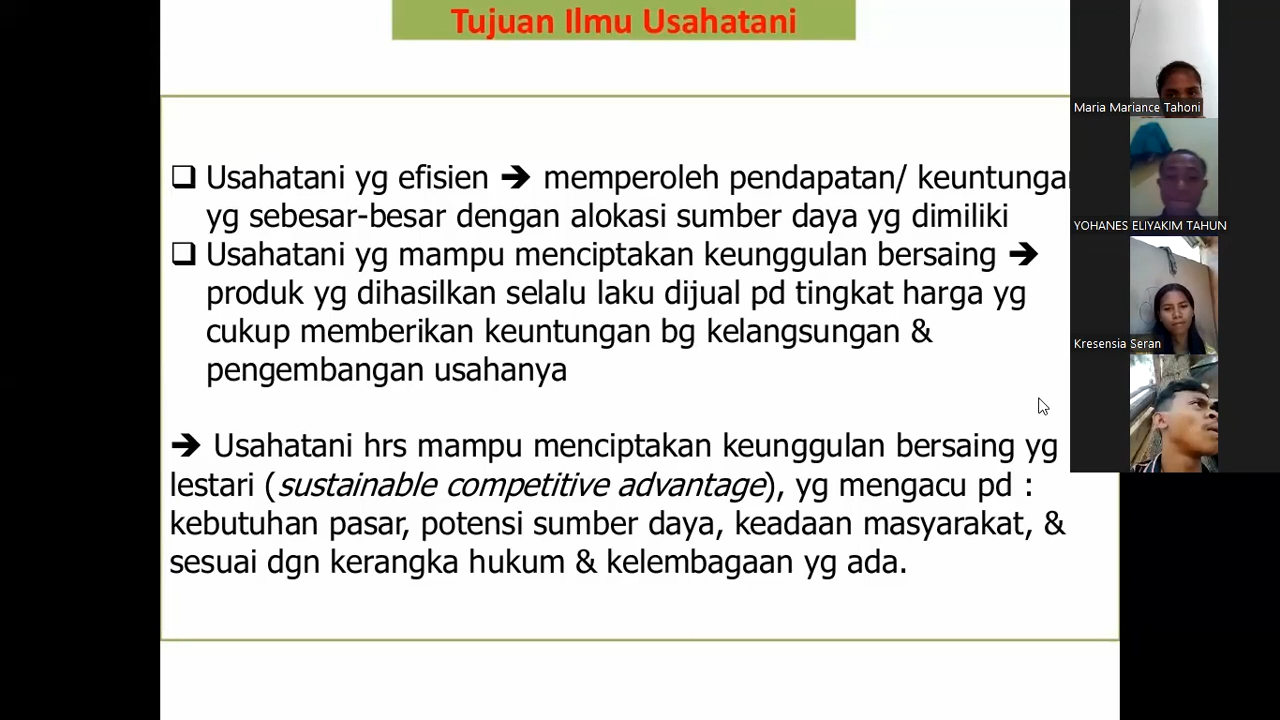 Tujuan Ilmu Usahatani
❑ Usahatani yg efisien ➔ memperoleh pendapatan/ keuntungan
yg sebesar-besar dengan alokasi sumber daya yg dimiliki
❑ Usahatani yg mampu menciptakan keunggulan bersaing ➔
produk yg dihasilkan selalu laku dijual pd tingkat harga yg
cukup memberikan keuntungan bg kelangsungan &
pengembangan usahanya
➔ Usahatani hrs mampu menciptakan keunggulan bersaing yg
lestari (sustainable competitive advantage), yg mengacu pd :
kebutuhan pasar, potensi sumber daya, keadaan masyarakat, &
sesuai dgn kerangka hukum & kelembagaan yg ada.
Maria Mariance Tahoni
YOHANES ELIYAKIM TAHUN
Kresensia Seran